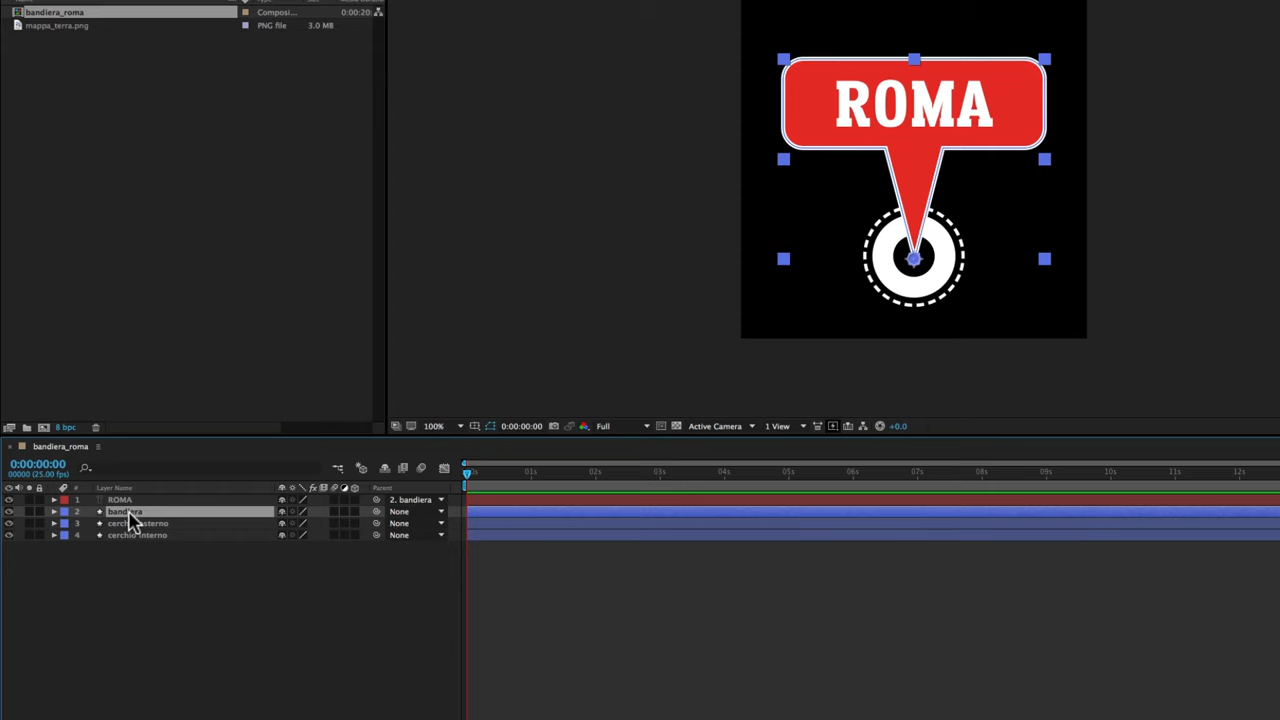 bandiera_roma Composi... 0:00:20:
mappa_terra.png PNG file 3.0 MB
ROMA
8 bpc
100% 0:00:00:00 Full Active Camera 1 View +0.0
bandiera_roma
0:00:00:00
00000 (25.00 fps)
# Layer Name Parent
01s 02s 03s 04s 05s 06s 07s 08s 09s 10s 11s 12s
1 ROMA 2. bandiera
2 bandiera None
3 cerchio esterno None
4 cerchio interno None